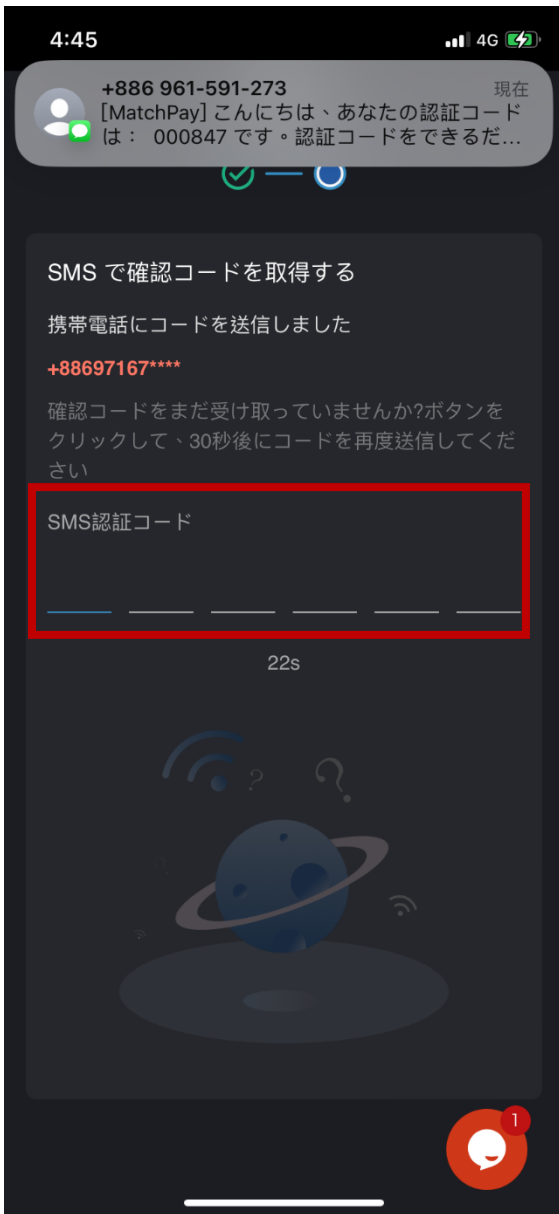 4:45
4G
+886 961-591-273
現在
[MatchPay] こんにちは、あなたの認証コード
は： 000847 です。認証コードをできるだ...
SMS で確認コードを取得する
携帯電話にコードを送信しました
+88697167****
確認コードをまだ受け取っていませんか?ボタンを
クリックして、30秒後にコードを再度送信してくだ
さい
SMS認証コード
22s
? ?
1